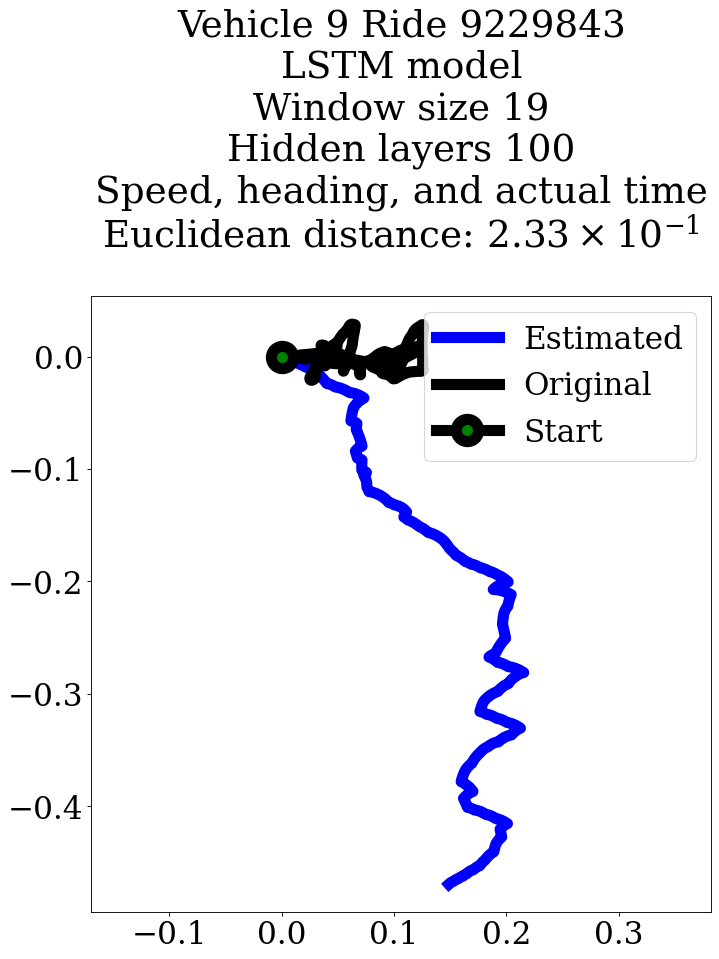 Vehicle 9 Ride 9229843
LSTM model
Window size 19
Hidden layers 100
Speed, heading, and actual time
Euclidean distance: 2.33 × 10⁻¹
Estimated
Original
Start
0.0
−0.1
−0.2
−0.3
−0.4
−0.1 0.0 0.1 0.2 0.3